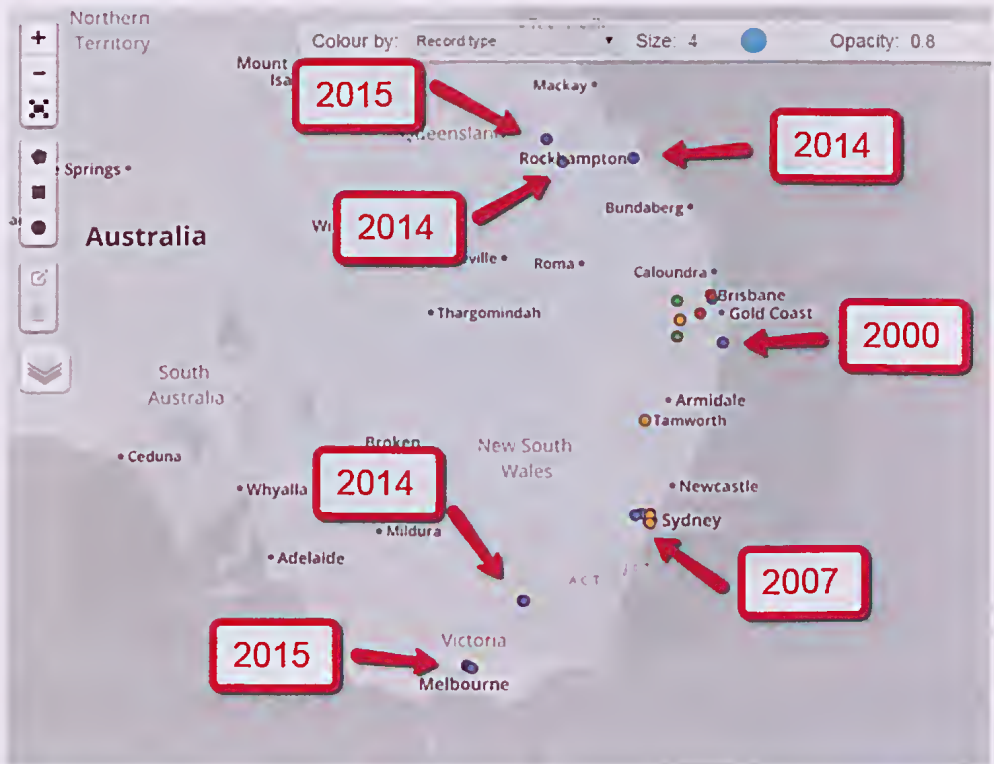 Northern
Territory
+
−
Colour by: Record type ▾ Size: 4 Opacity: 0.8
Mount
Isa
2015
Mackay
Queensland
Rockhampton
2014
Springs
2014
Bundaberg
Australia
ville
Roma
Caloundra
Brisbane
Thargomindah
Gold Coast
2000
South
Australia
Armidale
Tamworth
Broken
New South
Wales
Ceduna
Whyalla
2014
Newcastle
Sydney
Mildura
Adelaide
ACT
2007
Victoria
2015
Melbourne